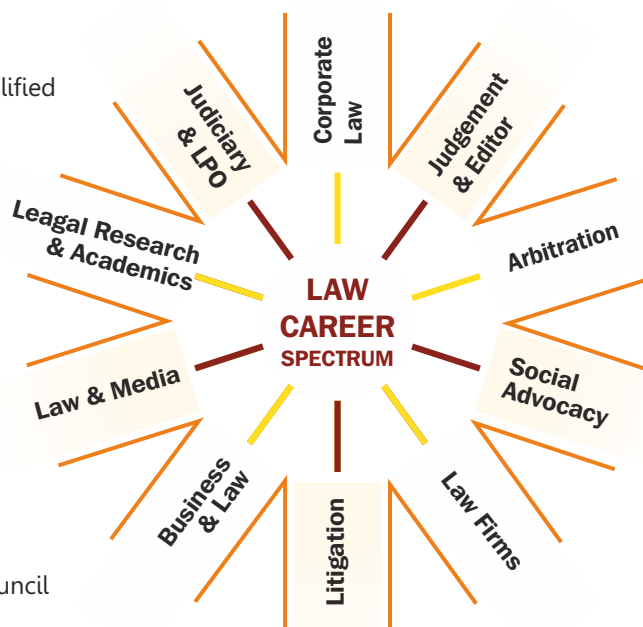 lified
Corporate
Law
Judgement
& Editor
Arbitration
Social
Advocacy
Law Firms
Litigation
Business
& Law
Law & Media
Leagal Research
& Academics
Judiciary
& LPO
LAW
CAREER
SPECTRUM
uncil